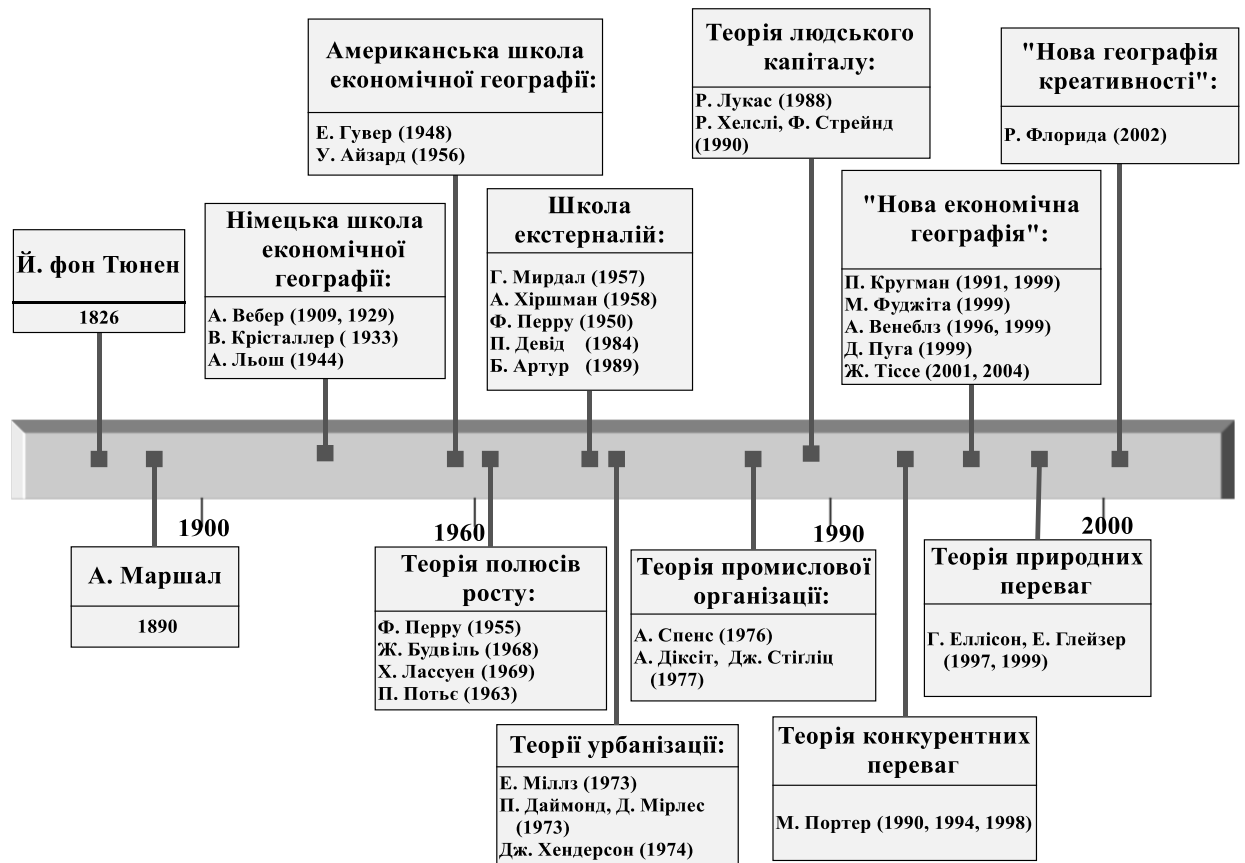 Американська школа
економічної географії:
Е. Гувер (1948)
У. Айзард (1956)
Теорія людського
капіталу:
Р. Лукас (1988)
Р. Хелслі, Ф. Стрейнд
(1990)
"Нова географія
креативності":
Р. Флорида (2002)
Й. фон Тюнен
1826
Німецька школа
економічної
географії:
А. Вебер (1909, 1929)
В. Крісталлер ( 1933)
А. Льош (1944)
Школа
екстерналій:
Г. Мирдал (1957)
А. Хіршман (1958)
Ф. Перру (1950)
П. Девід (1984)
Б. Артур (1989)
"Нова економічна
географія":
П. Кругман (1991, 1999)
М. Фуджіта (1999)
А. Венеблз (1996, 1999)
Д. Пуга (1999)
Ж. Тіссе (2001, 2004)
1900
1960
1990
2000
А. Маршал
1890
Теорія полюсів
росту:
Ф. Перру (1955)
Ж. Будвіль (1968)
Х. Лассуен (1969)
П. Потьє (1963)
Теорія промислової
організації:
А. Спенс (1976)
А. Діксіт, Дж. Стігліц
(1977)
Теорія природних
переваг
Г. Еллісон, Е. Глейзер
(1997, 1999)
Теорії урбанізації:
Е. Міллз (1973)
П. Даймонд, Д. Мірлес
(1973)
Дж. Хендерсон (1974)
Теорія конкурентних
переваг
М. Портер (1990, 1994, 1998)